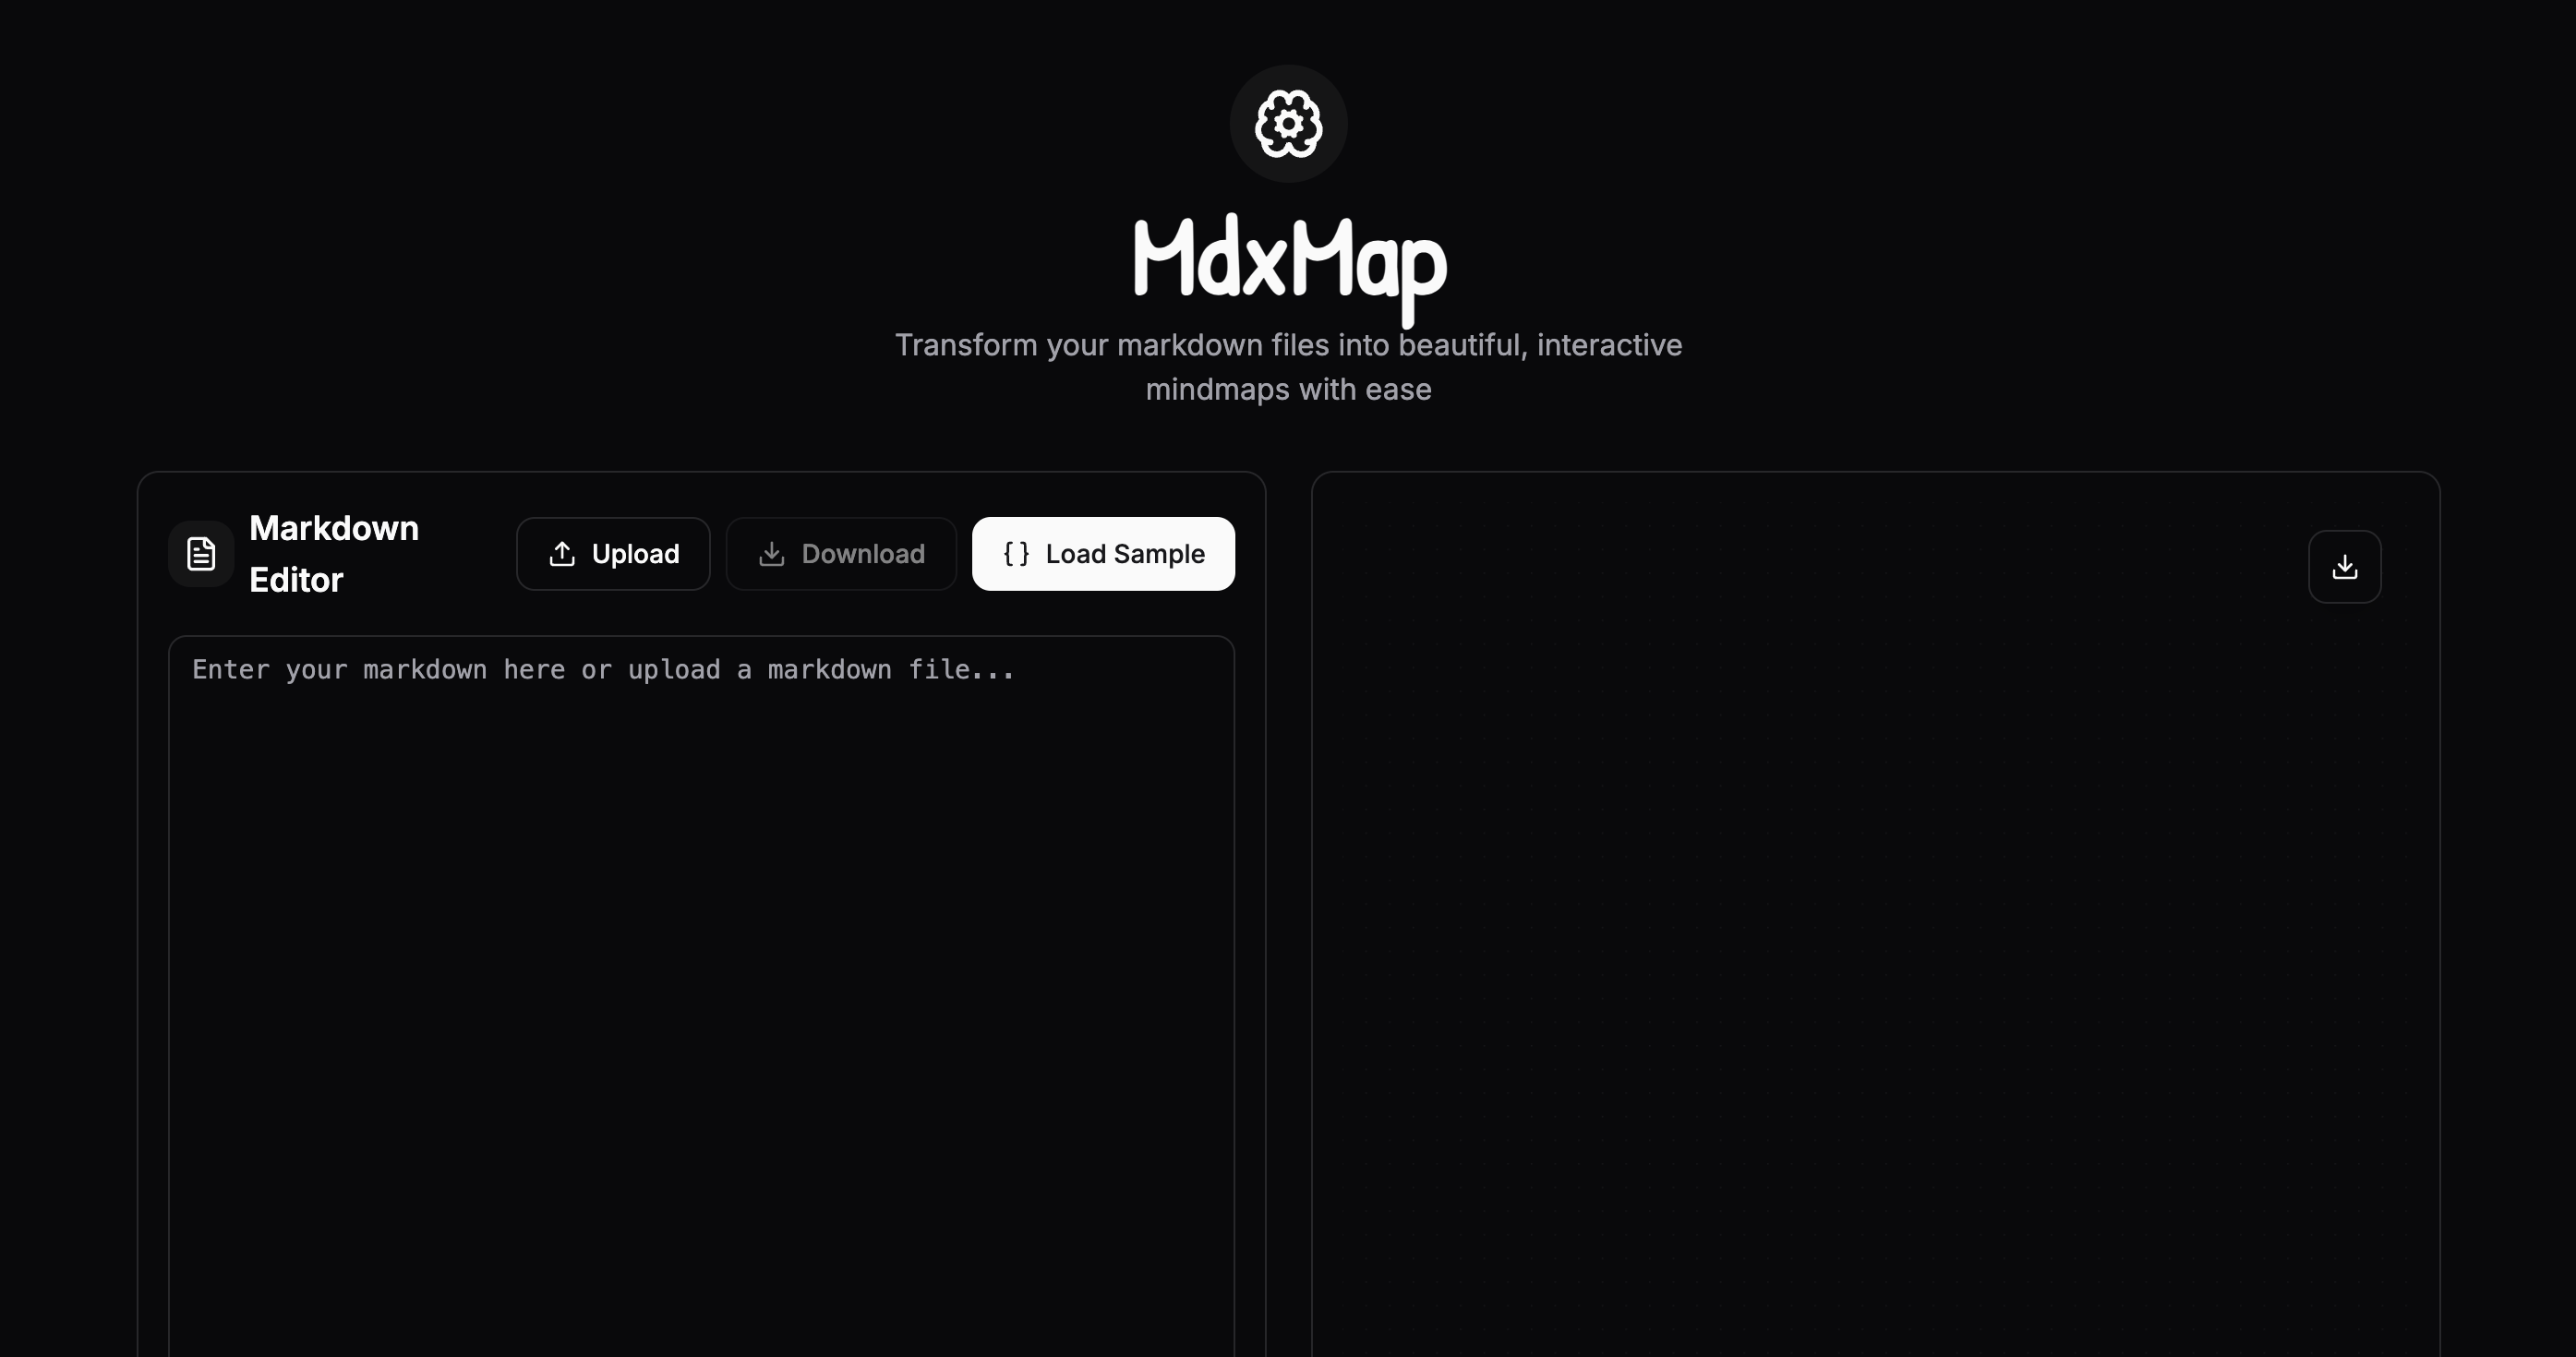 MdxMap
Transform your markdown files into beautiful, interactive
mindmaps with ease
Markdown
Editor
Upload
Download
{} Load Sample
Enter your markdown here or upload a markdown file...